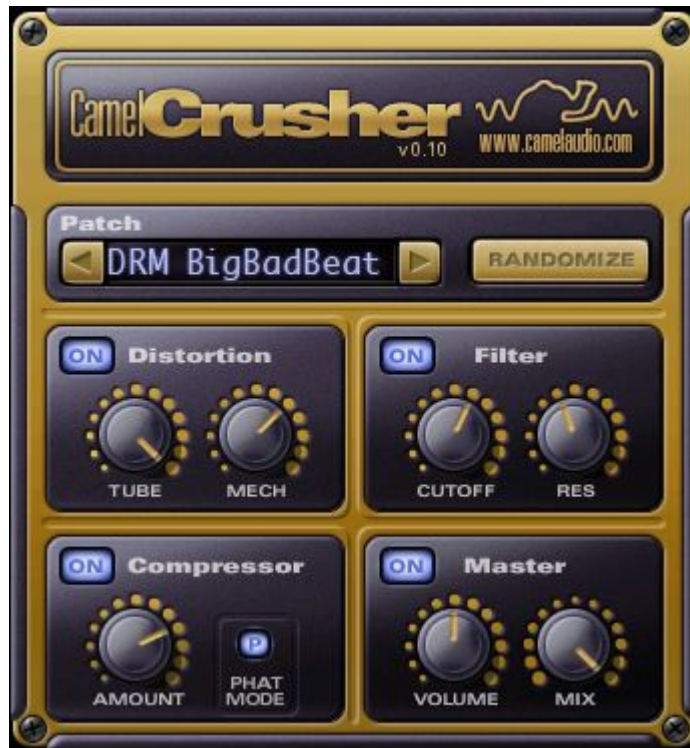 CamelCrusher
v0.10
www.camelaudio.com
Patch
DRM BigBadBeat
RANDOMIZE
ON Distortion
TUBE MECH
ON Filter
CUTOFF RES
ON Compressor
AMOUNT
P
PHAT
MODE
ON Master
VOLUME MIX